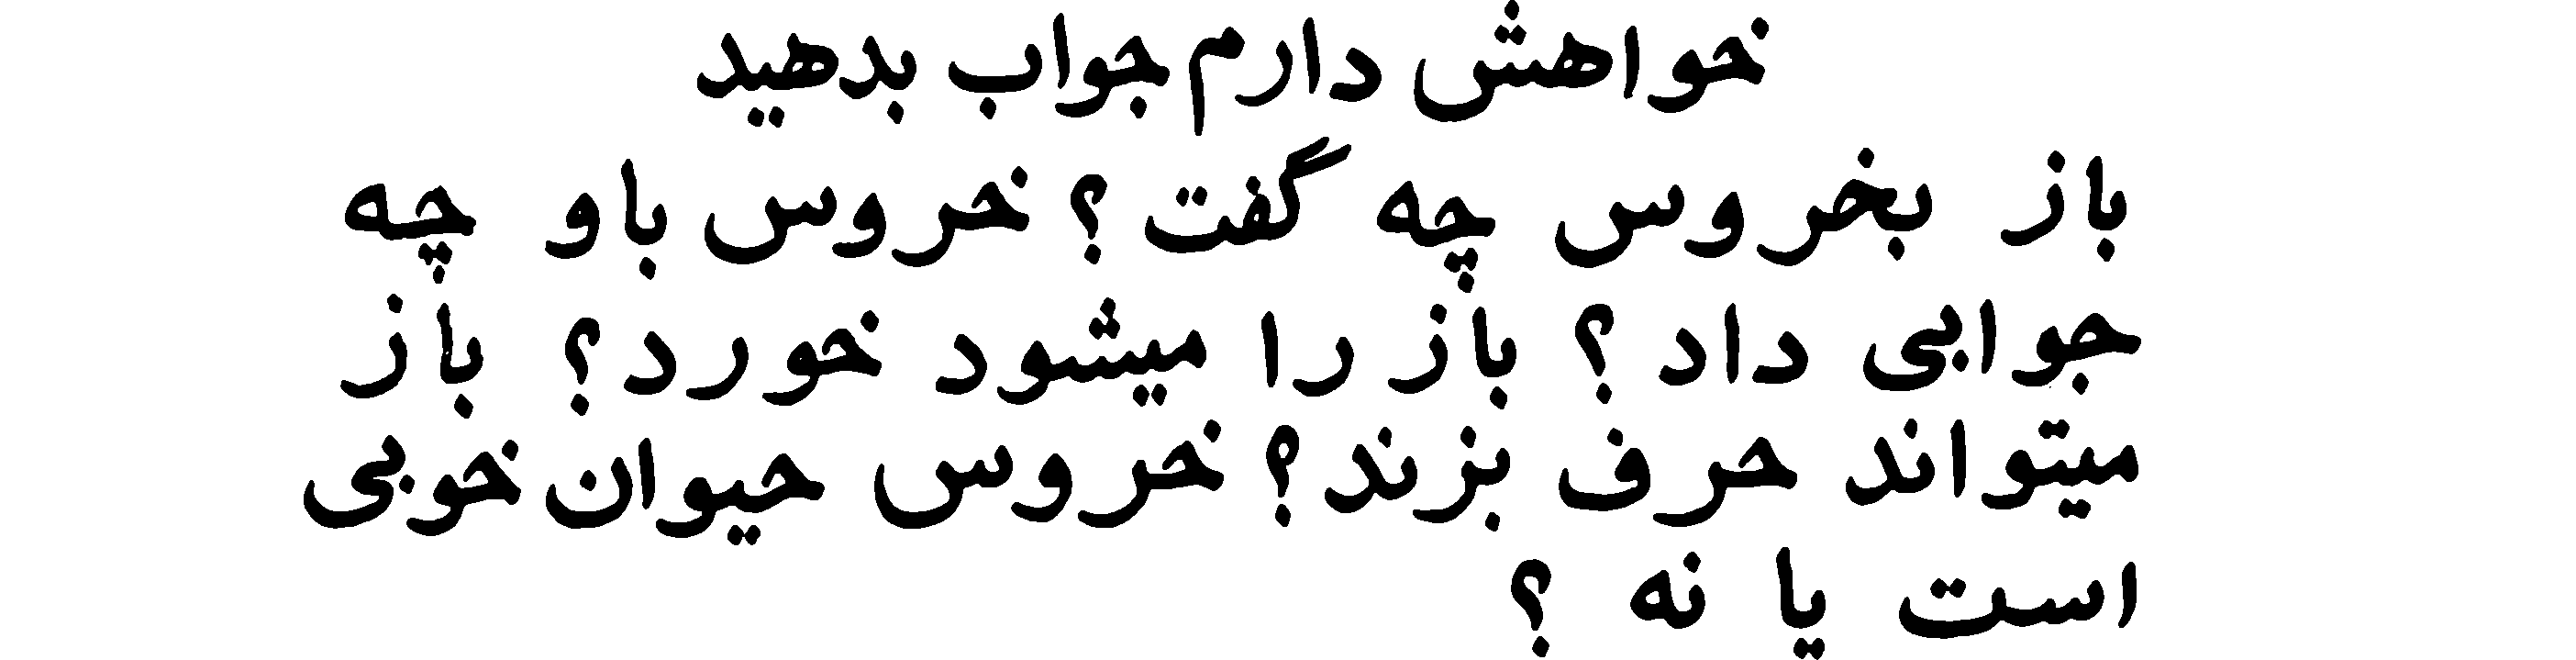 خواهش دارم جواب بدهید
باز بخروس چه گفت؟ خروس باو چه
جوابی داد؟ باز را میشود خورد؟ باز
میتواند حرف بزند؟ خروس حیوان خوبی
است یا نه؟